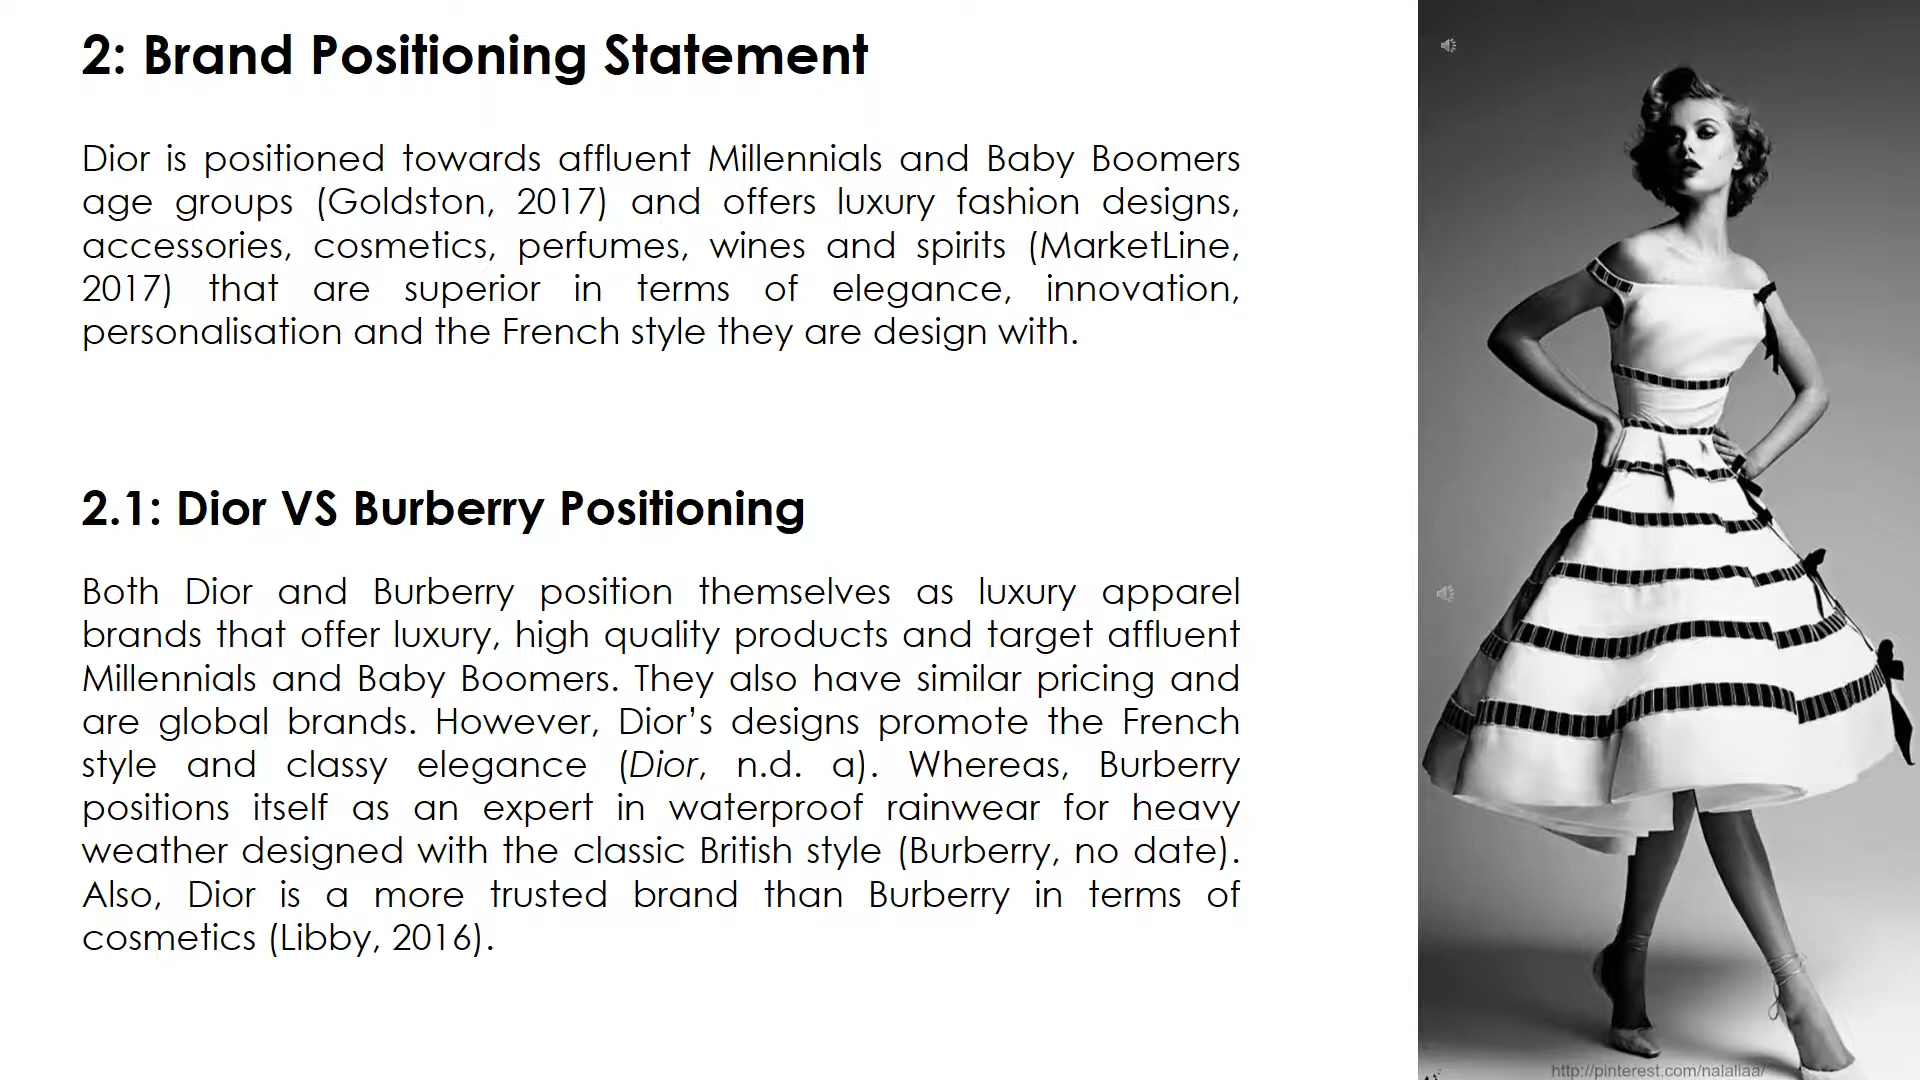 2: Brand Positioning Statement
Dior is positioned towards affluent Millennials and Baby Boomers
age groups (Goldston, 2017) and offers luxury fashion designs,
accessories, cosmetics, perfumes, wines and spirits (MarketLine,
2017) that are superior in terms of elegance, innovation,
personalisation and the French style they are design with.
2.1: Dior VS Burberry Positioning
Both Dior and Burberry position themselves as luxury apparel
brands that offer luxury, high quality products and target affluent
Millennials and Baby Boomers. They also have similar pricing and
are global brands. However, Dior’s designs promote the French
style and classy elegance (Dior, n.d. a). Whereas, Burberry
positions itself as an expert in waterproof rainwear for heavy
weather designed with the classic British style (Burberry, no date).
Also, Dior is a more trusted brand than Burberry in terms of
cosmetics (Libby, 2016).
http://pinterest.com/nalaliaa/